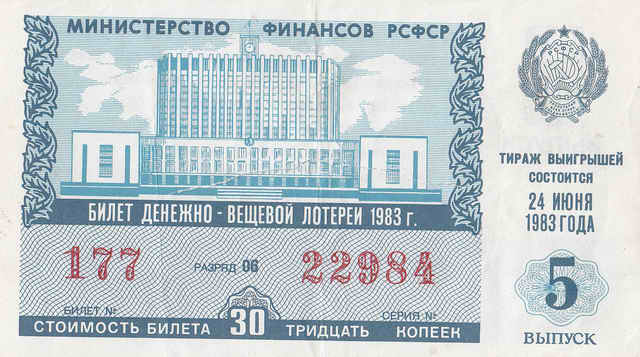 МИНИСТЕРСТВО ФИНАНСОВ РСФСР
ТИРАЖ ВЫИГРЫШЕЙ
СОСТОИТСЯ
24 ИЮНЯ
1983 ГОДА
БИЛЕТ ДЕНЕЖНО - ВЕЩЕВОЙ ЛОТЕРЕИ 1983 г.
177 РАЗРЯД 06 22984
БИЛЕТ № СЕРИЯ №
СТОИМОСТЬ БИЛЕТА 30 ТРИДЦАТЬ КОПЕЕК
5
ВЫПУСК